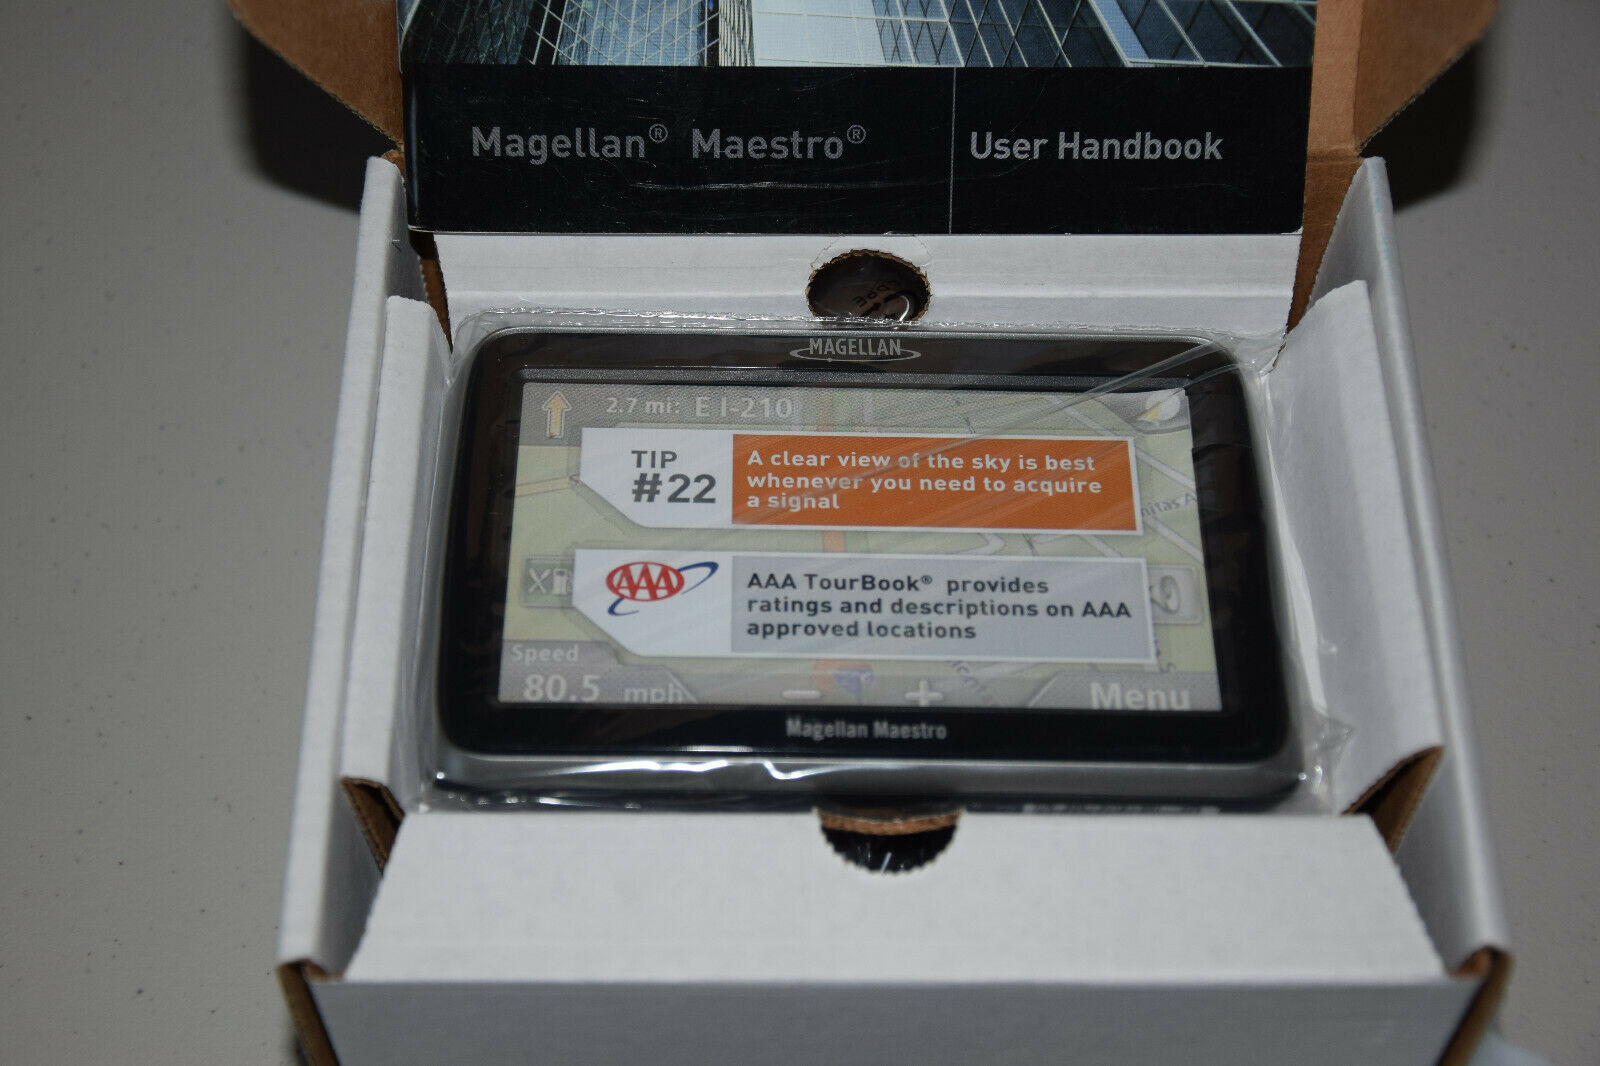 Magellan® Maestro® User Handbook
LDPE
MAGELLAN
2.7 mi: E I-210
TIP
#22
A clear view of the sky is best
whenever you need to acquire
a signal
AAA
AAA TourBook® provides
ratings and descriptions on AAA
approved locations
Speed
80.5 mph
Menu
Magellan Maestro